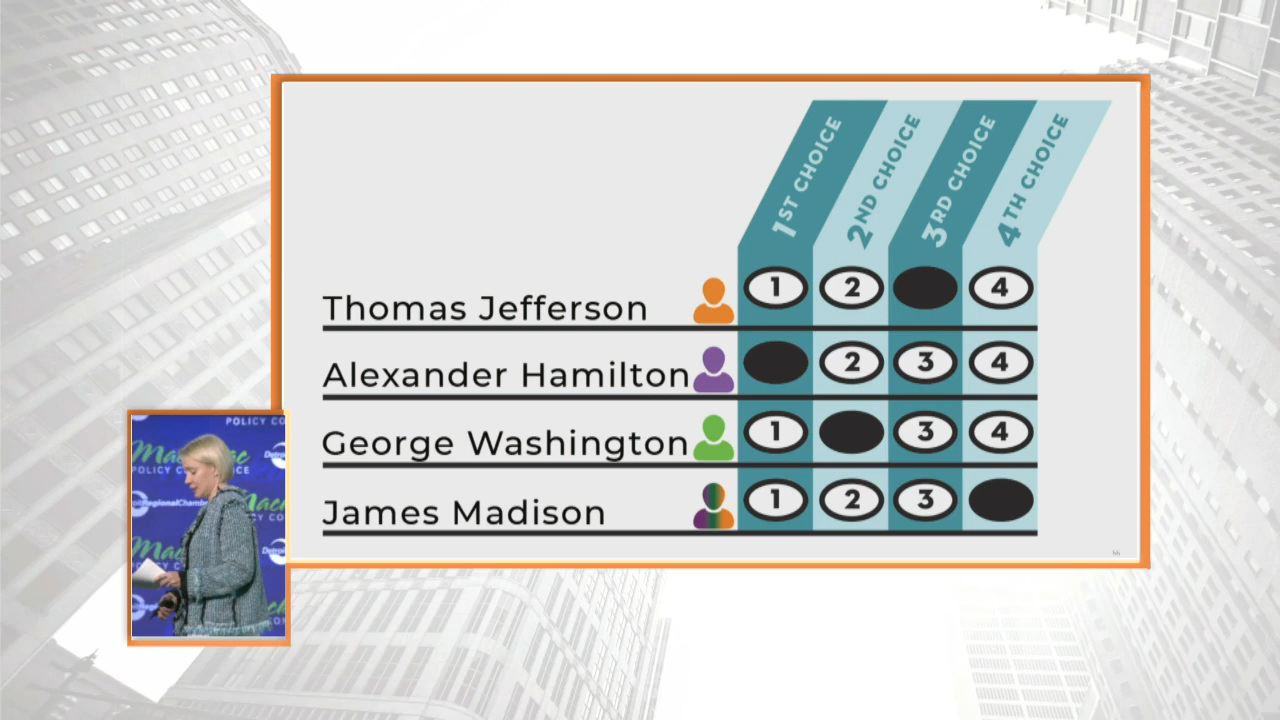 1ST CHOICE
2ND CHOICE
3RD CHOICE
4TH CHOICE
Thomas Jefferson 1 2 4
Alexander Hamilton 2 3 4
George Washington 1 3 4
James Madison 1 2 3
POLICY CO
POLICY C